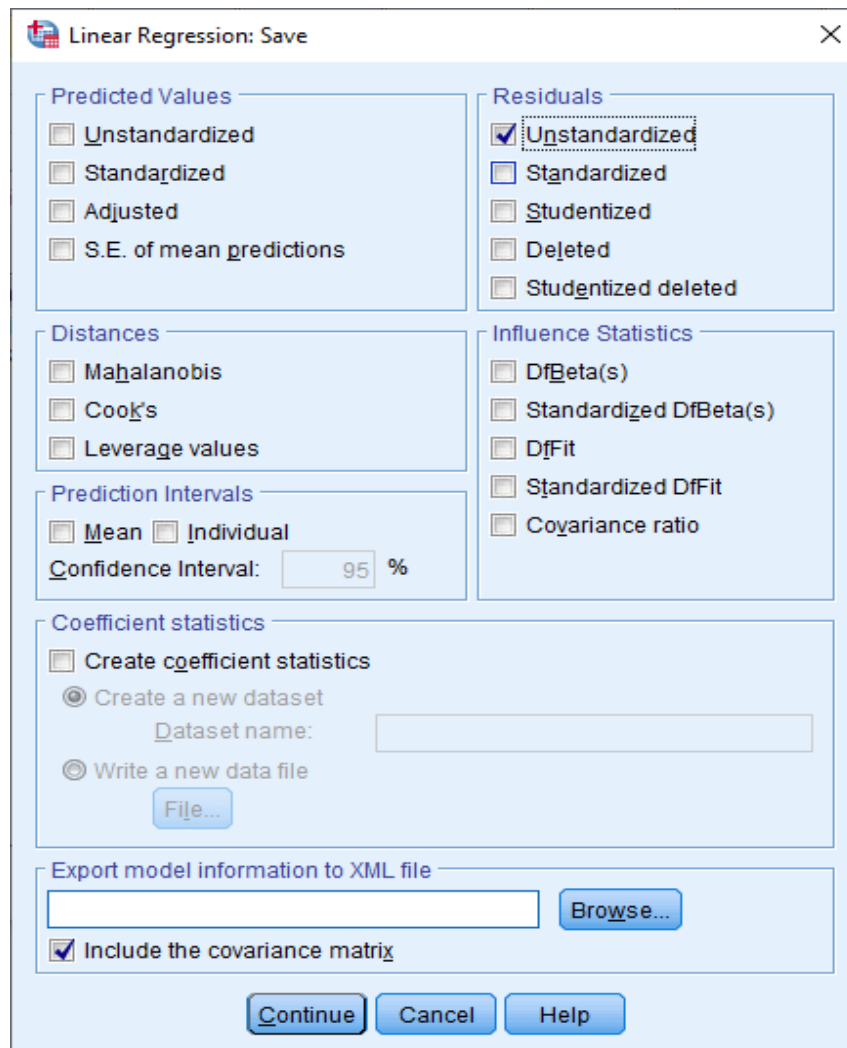 Linear Regression: Save
Predicted Values
Unstandardized
Standardized
Adjusted
S.E. of mean predictions
Residuals
Unstandardized
Standardized
Studentized
Deleted
Studentized deleted
Distances
Mahalanobis
Cook's
Leverage values
Influence Statistics
DfBeta(s)
Standardized DfBeta(s)
DfFit
Standardized DfFit
Covariance ratio
Prediction Intervals
Mean Individual
Confidence Interval: 95 %
Coefficient statistics
Create coefficient statistics
Create a new dataset
Dataset name:
Write a new data file
File...
Export model information to XML file
Browse...
Include the covariance matrix
Continue Cancel Help